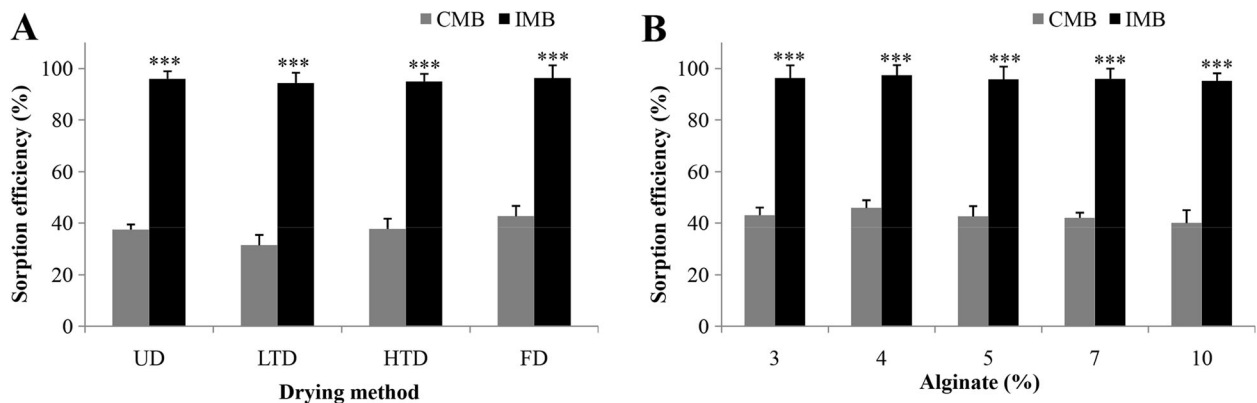 A
CMB IMB
Sorption efficiency (%)
100
80
60
40
20
0
*** *** *** ***
UD LTD HTD FD
Drying method
B
CMB IMB
Sorption efficiency (%)
100
80
60
40
20
0
*** *** *** *** ***
3 4 5 7 10
Alginate (%)